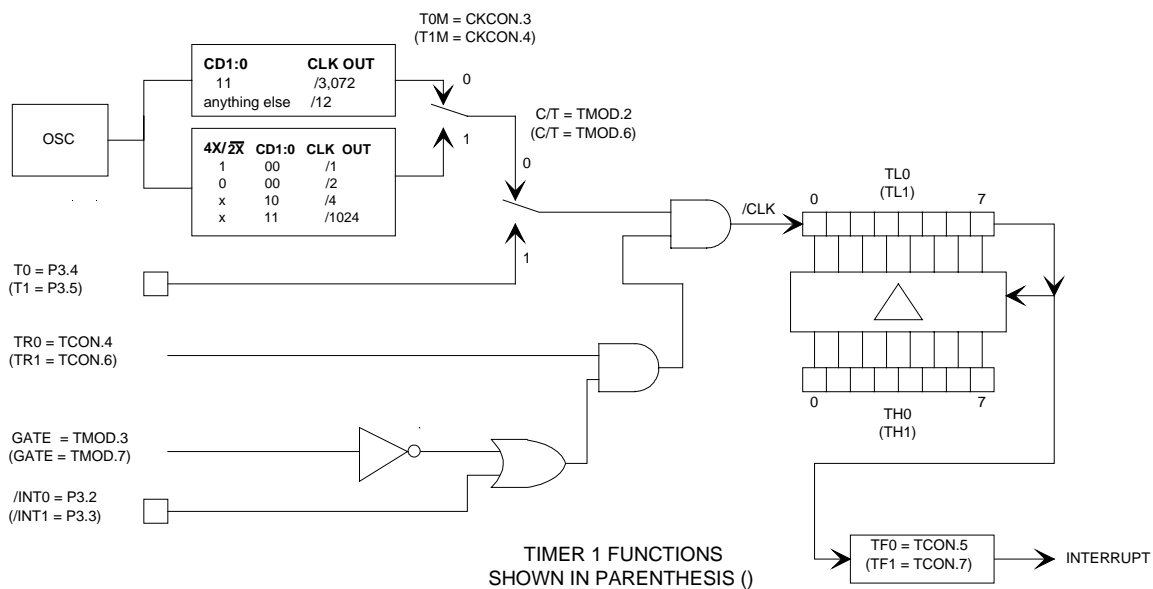 T0M = CKCON.3
(T1M = CKCON.4)
CD1:0 CLK OUT
11 /3,072
anything else /12
0
OSC
C/T = TMOD.2
(C/T = TMOD.6)
1
4X/2X CD1:0 CLK OUT
1 00 /1
0 00 /2
x 10 /4
x 11 /1024
0
TL0
(TL1)
0 7
/CLK
1
T0 = P3.4
(T1 = P3.5)
TR0 = TCON.4
(TR1 = TCON.6)
0 7
TH0
(TH1)
GATE = TMOD.3
(GATE = TMOD.7)
/INT0 = P3.2
(/INT1 = P3.3)
TIMER 1 FUNCTIONS
SHOWN IN PARENTHESIS ()
TF0 = TCON.5
(TF1 = TCON.7)
INTERRUPT